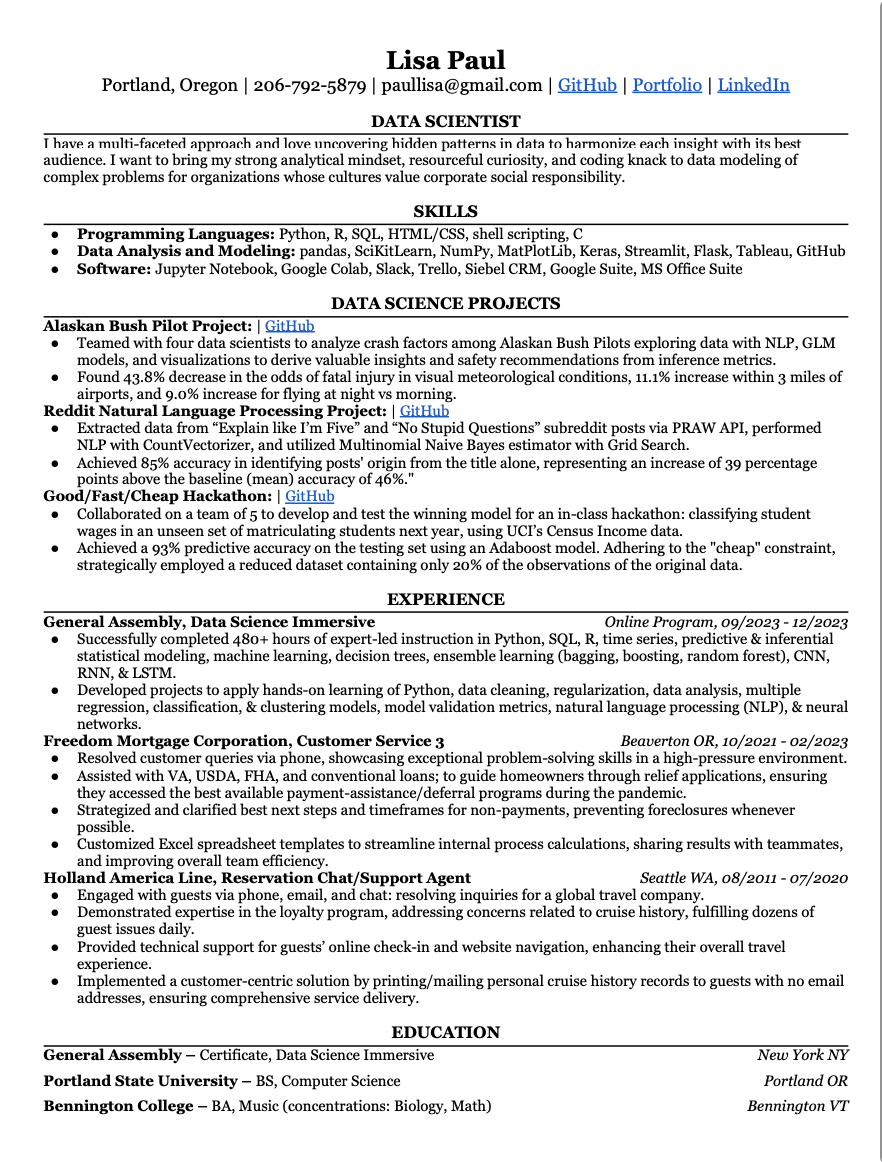 Lisa Paul
Portland, Oregon | 206-792-5879 | paullisa@gmail.com | GitHub | Portfolio | LinkedIn
DATA SCIENTIST
I have a multi-faceted approach and love uncovering hidden patterns in data to harmonize each insight with its best
audience. I want to bring my strong analytical mindset, resourceful curiosity, and coding knack to data modeling of
complex problems for organizations whose cultures value corporate social responsibility.
SKILLS
● Programming Languages: Python, R, SQL, HTML/CSS, shell scripting, C
● Data Analysis and Modeling: pandas, SciKitLearn, NumPy, MatPlotLib, Keras, Streamlit, Flask, Tableau, GitHub
● Software: Jupyter Notebook, Google Colab, Slack, Trello, Siebel CRM, Google Suite, MS Office Suite
DATA SCIENCE PROJECTS
Alaskan Bush Pilot Project: | GitHub
● Teamed with four data scientists to analyze crash factors among Alaskan Bush Pilots exploring data with NLP, GLM
models, and visualizations to derive valuable insights and safety recommendations from inference metrics.
● Found 43.8% decrease in the odds of fatal injury in visual meteorological conditions, 11.1% increase within 3 miles of
airports, and 9.0% increase for flying at night vs morning.
Reddit Natural Language Processing Project: | GitHub
● Extracted data from “Explain like I’m Five” and “No Stupid Questions” subreddit posts via PRAW API, performed
NLP with CountVectorizer, and utilized Multinomial Naive Bayes estimator with Grid Search.
● Achieved 85% accuracy in identifying posts' origin from the title alone, representing an increase of 39 percentage
points above the baseline (mean) accuracy of 46%."
Good/Fast/Cheap Hackathon: | GitHub
● Collaborated on a team of 5 to develop and test the winning model for an in-class hackathon: classifying student
wages in an unseen set of matriculating students next year, using UCI’s Census Income data.
● Achieved a 93% predictive accuracy on the testing set using an Adaboost model. Adhering to the "cheap" constraint,
strategically employed a reduced dataset containing only 20% of the observations of the original data.
EXPERIENCE
General Assembly, Data Science Immersive Online Program, 09/2023 - 12/2023
● Successfully completed 480+ hours of expert-led instruction in Python, SQL, R, time series, predictive & inferential
statistical modeling, machine learning, decision trees, ensemble learning (bagging, boosting, random forest), CNN,
RNN, & LSTM.
● Developed projects to apply hands-on learning of Python, data cleaning, regularization, data analysis, multiple
regression, classification, & clustering models, model validation metrics, natural language processing (NLP), & neural
networks.
Freedom Mortgage Corporation, Customer Service 3 Beaverton OR, 10/2021 - 02/2023
● Resolved customer queries via phone, showcasing exceptional problem-solving skills in a high-pressure environment.
● Assisted with VA, USDA, FHA, and conventional loans; to guide homeowners through relief applications, ensuring
they accessed the best available payment-assistance/deferral programs during the pandemic.
● Strategized and clarified best next steps and timeframes for non-payments, preventing foreclosures whenever
possible.
● Customized Excel spreadsheet templates to streamline internal process calculations, sharing results with teammates,
and improving overall team efficiency.
Holland America Line, Reservation Chat/Support Agent Seattle WA, 08/2011 - 07/2020
● Engaged with guests via phone, email, and chat: resolving inquiries for a global travel company.
● Demonstrated expertise in the loyalty program, addressing concerns related to cruise history, fulfilling dozens of
guest issues daily.
● Provided technical support for guests’ online check-in and website navigation, enhancing their overall travel
experience.
● Implemented a customer-centric solution by printing/mailing personal cruise history records to guests with no email
addresses, ensuring comprehensive service delivery.
EDUCATION
General Assembly – Certificate, Data Science Immersive New York NY
Portland State University – BS, Computer Science Portland OR
Bennington College – BA, Music (concentrations: Biology, Math) Bennington VT